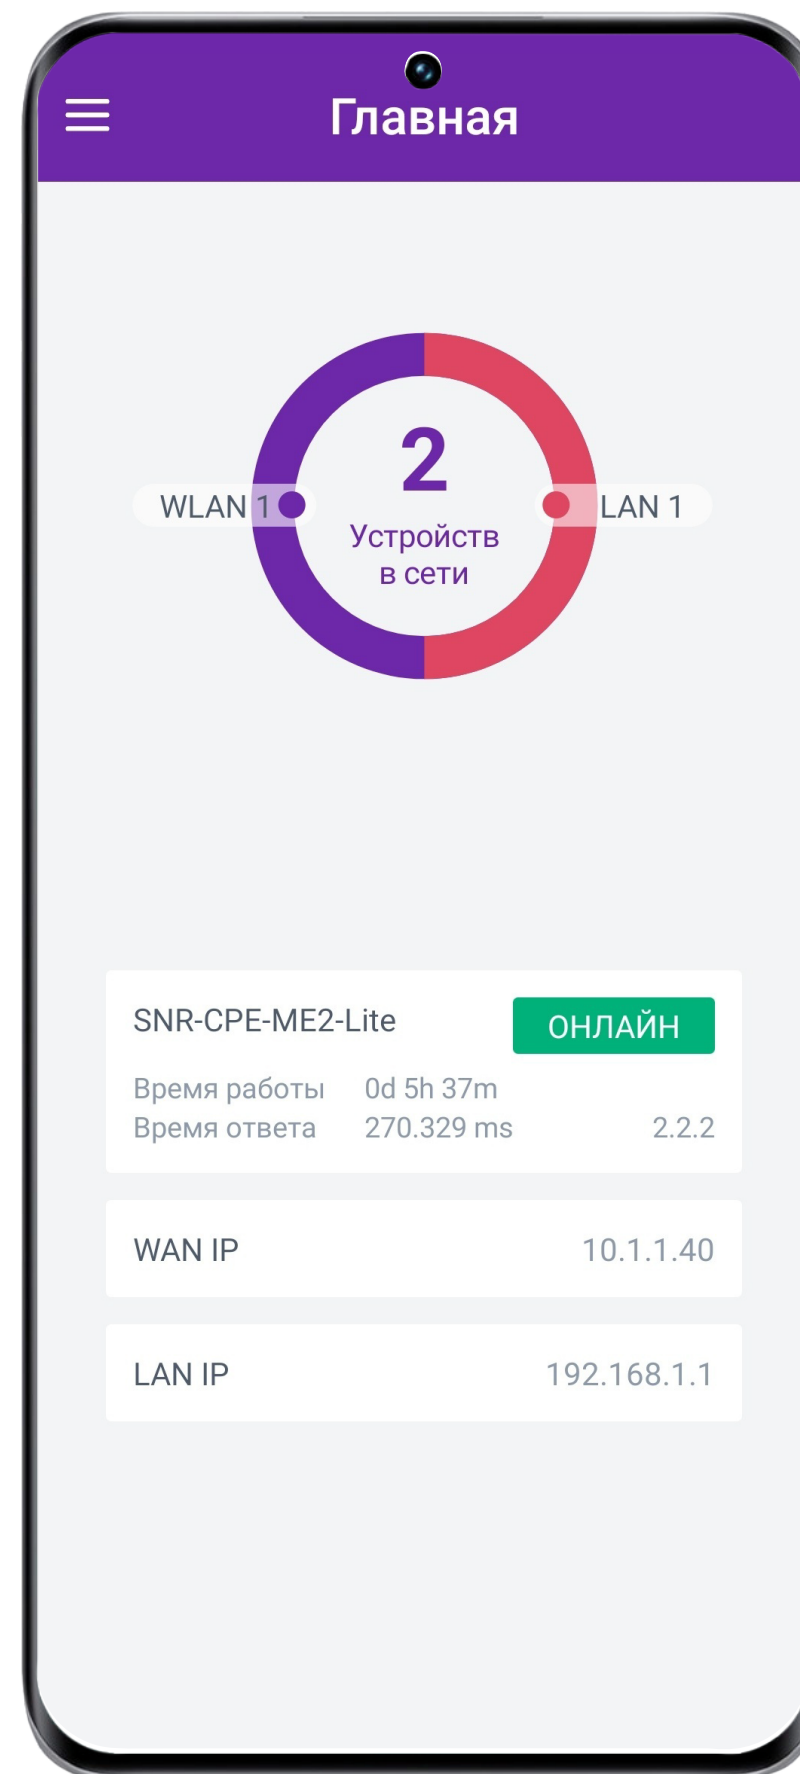 Главная
2
Устройств
в сети
WLAN 1
LAN 1
SNR-CPE-ME2-Lite
ОНЛАЙН
Время работы 0d 5h 37m
Время ответа 270.329 ms 2.2.2
WAN IP 10.1.1.40
LAN IP 192.168.1.1